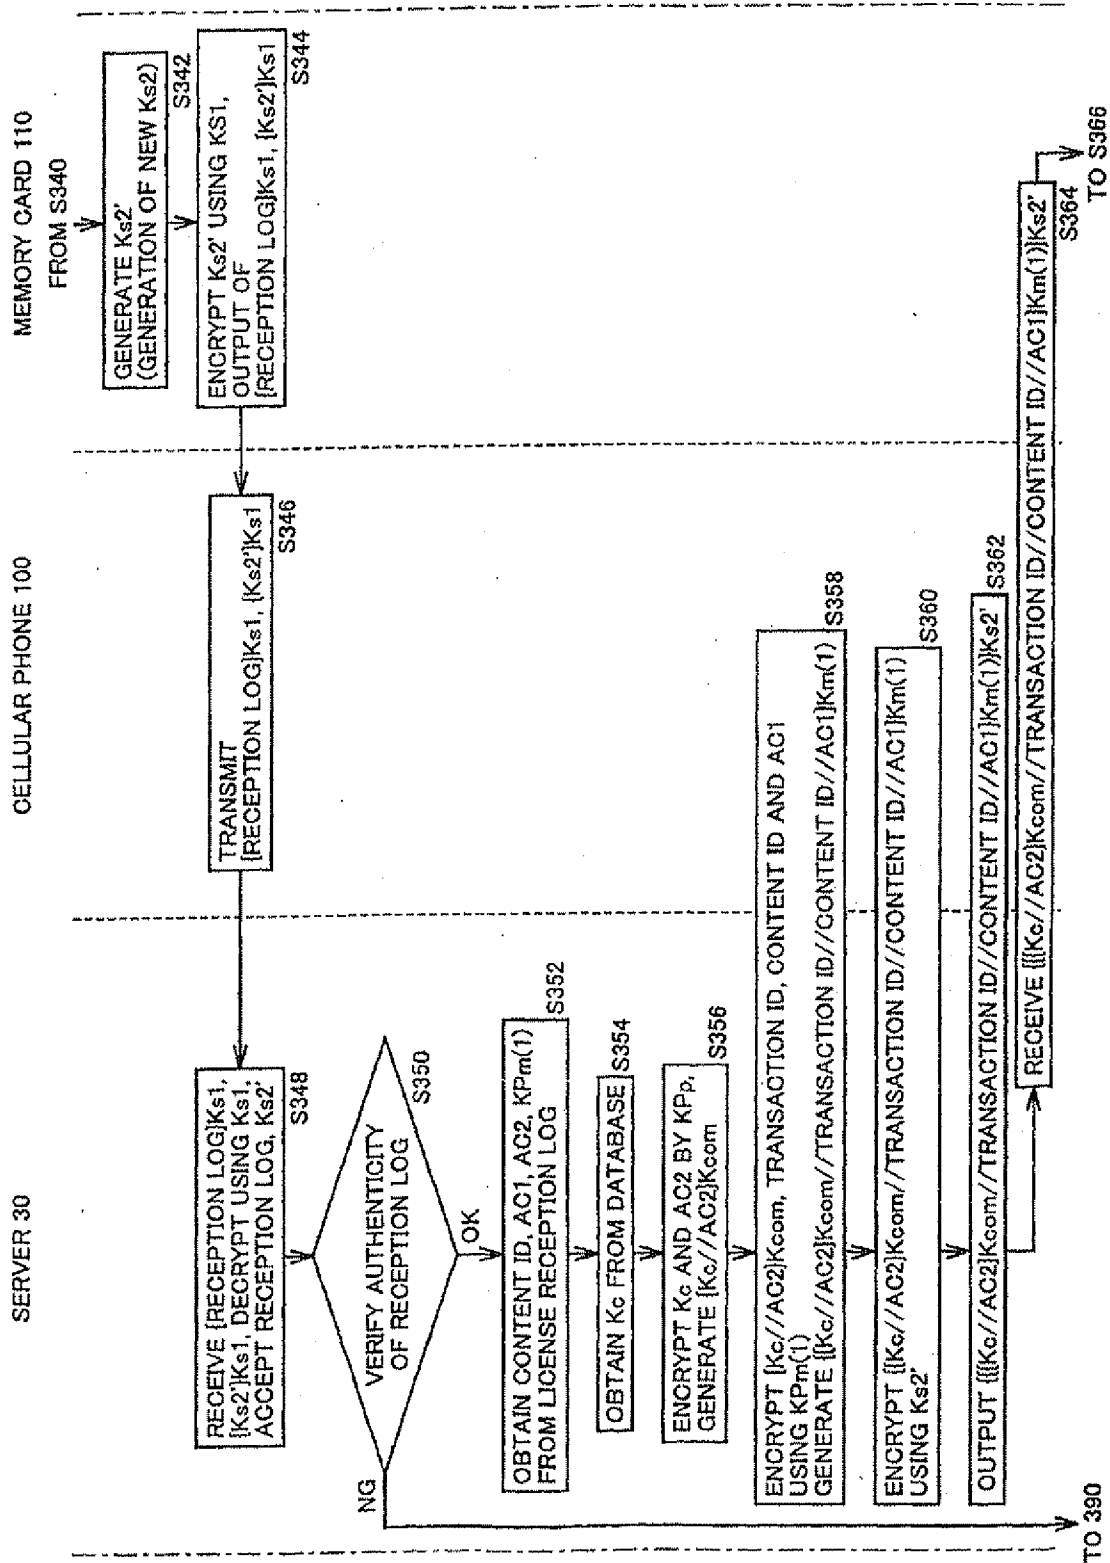 SERVER 30
CELLULAR PHONE 100
MEMORY CARD 110
FROM S340
GENERATE Ks2'
(GENERATION OF NEW Ks2)
S342
ENCRYPT Ks2' USING KS1,
OUTPUT OF
{RECEPTION LOG}Ks1, {Ks2'}Ks1
S344
TRANSMIT
{RECEPTION LOG}Ks1, {Ks2'}Ks1
S346
RECEIVE {RECEPTION LOG}Ks1,
{Ks2'}Ks1, DECRYPT USING Ks1,
ACCEPT RECEPTION LOG, Ks2'
S348
VERIFY AUTHENTICITY
OF RECEPTION LOG
S350
NG
OK
OBTAIN CONTENT ID, AC1, AC2, KPm(1)
FROM LICENSE RECEPTION LOG
S352
OBTAIN Kc FROM DATABASE
S354
ENCRYPT Kc AND AC2 BY KPp,
GENERATE {Kc//AC2}Kcom
S356
ENCRYPT {Kc//AC2}Kcom, TRANSACTION ID, CONTENT ID AND AC1
USING KPm(1)
GENERATE {{Kc//AC2}Kcom//TRANSACTION ID//CONTENT ID//AC1}Km(1)
S358
ENCRYPT {{Kc//AC2}Kcom//TRANSACTION ID//CONTENT ID//AC1}Km(1)
USING Ks2'
S360
OUTPUT {{{Kc//AC2}Kcom//TRANSACTION ID//CONTENT ID//AC1}Km(1)}Ks2'
S362
RECEIVE {{{Kc//AC2}Kcom//TRANSACTION ID//CONTENT ID//AC1}Km(1)}Ks2'
S364
TO 390
TO S366